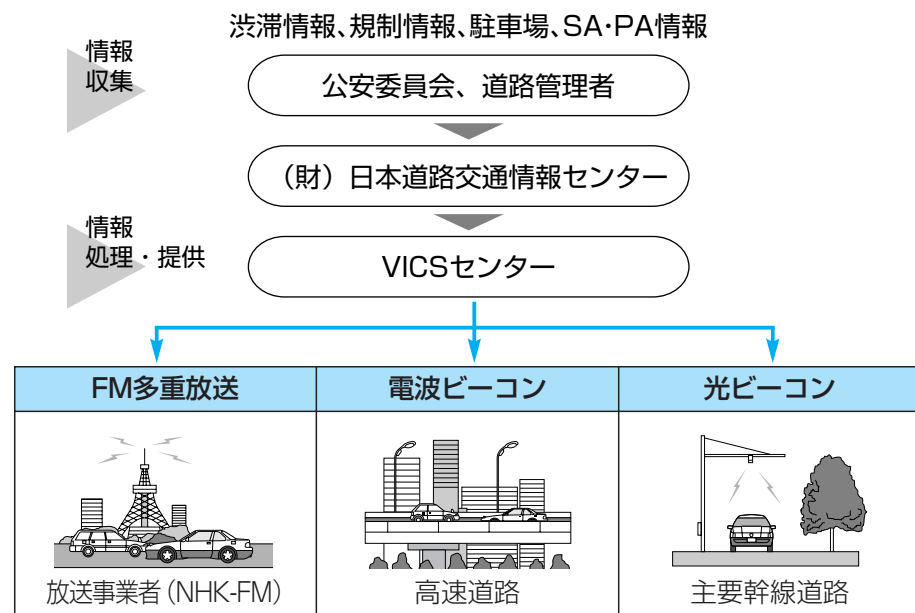 渋滞情報、規制情報、駐車場、SA・PA情報
情報
収集
公安委員会、道路管理者
（財）日本道路交通情報センター
情報
処理・提供
VICSセンター
FM多重放送
電波ビーコン
光ビーコン
放送事業者(NHK-FM)
高速道路
主要幹線道路